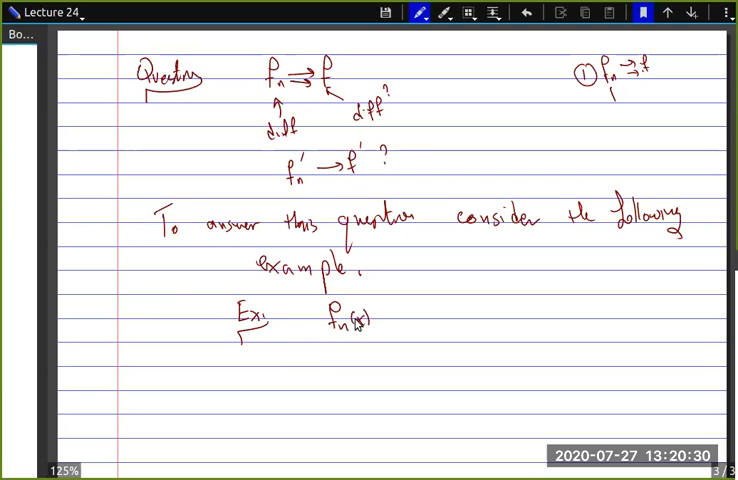 Lecture 24
Bo...
Question fn ⇉ f ① fn ⇉ f
diff diff?
fn' → f' ?
To answer this question consider the following
example.
Ex. fn(x)
2020-07-27 13:20:30
125% 3 / 3